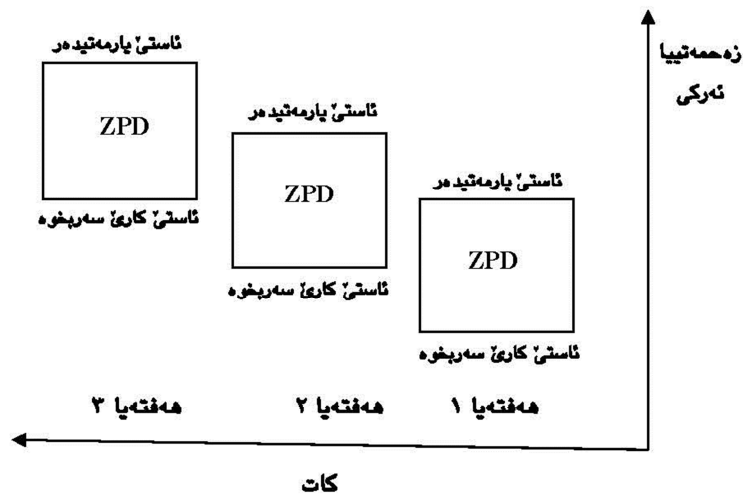 زەحمەتییا
ئەرکی
ئاستێ یارمەتیدەر
ZPD
ئاستێ کارێ سەربخوە
ئاستێ یارمەتیدەر
ZPD
ئاستێ کارێ سەربخوە
ئاستێ یارمەتیدەر
ZPD
ئاستێ کارێ سەربخوە
هەفتەیا ١
هەفتەیا ٢
هەفتەیا ٣
کات